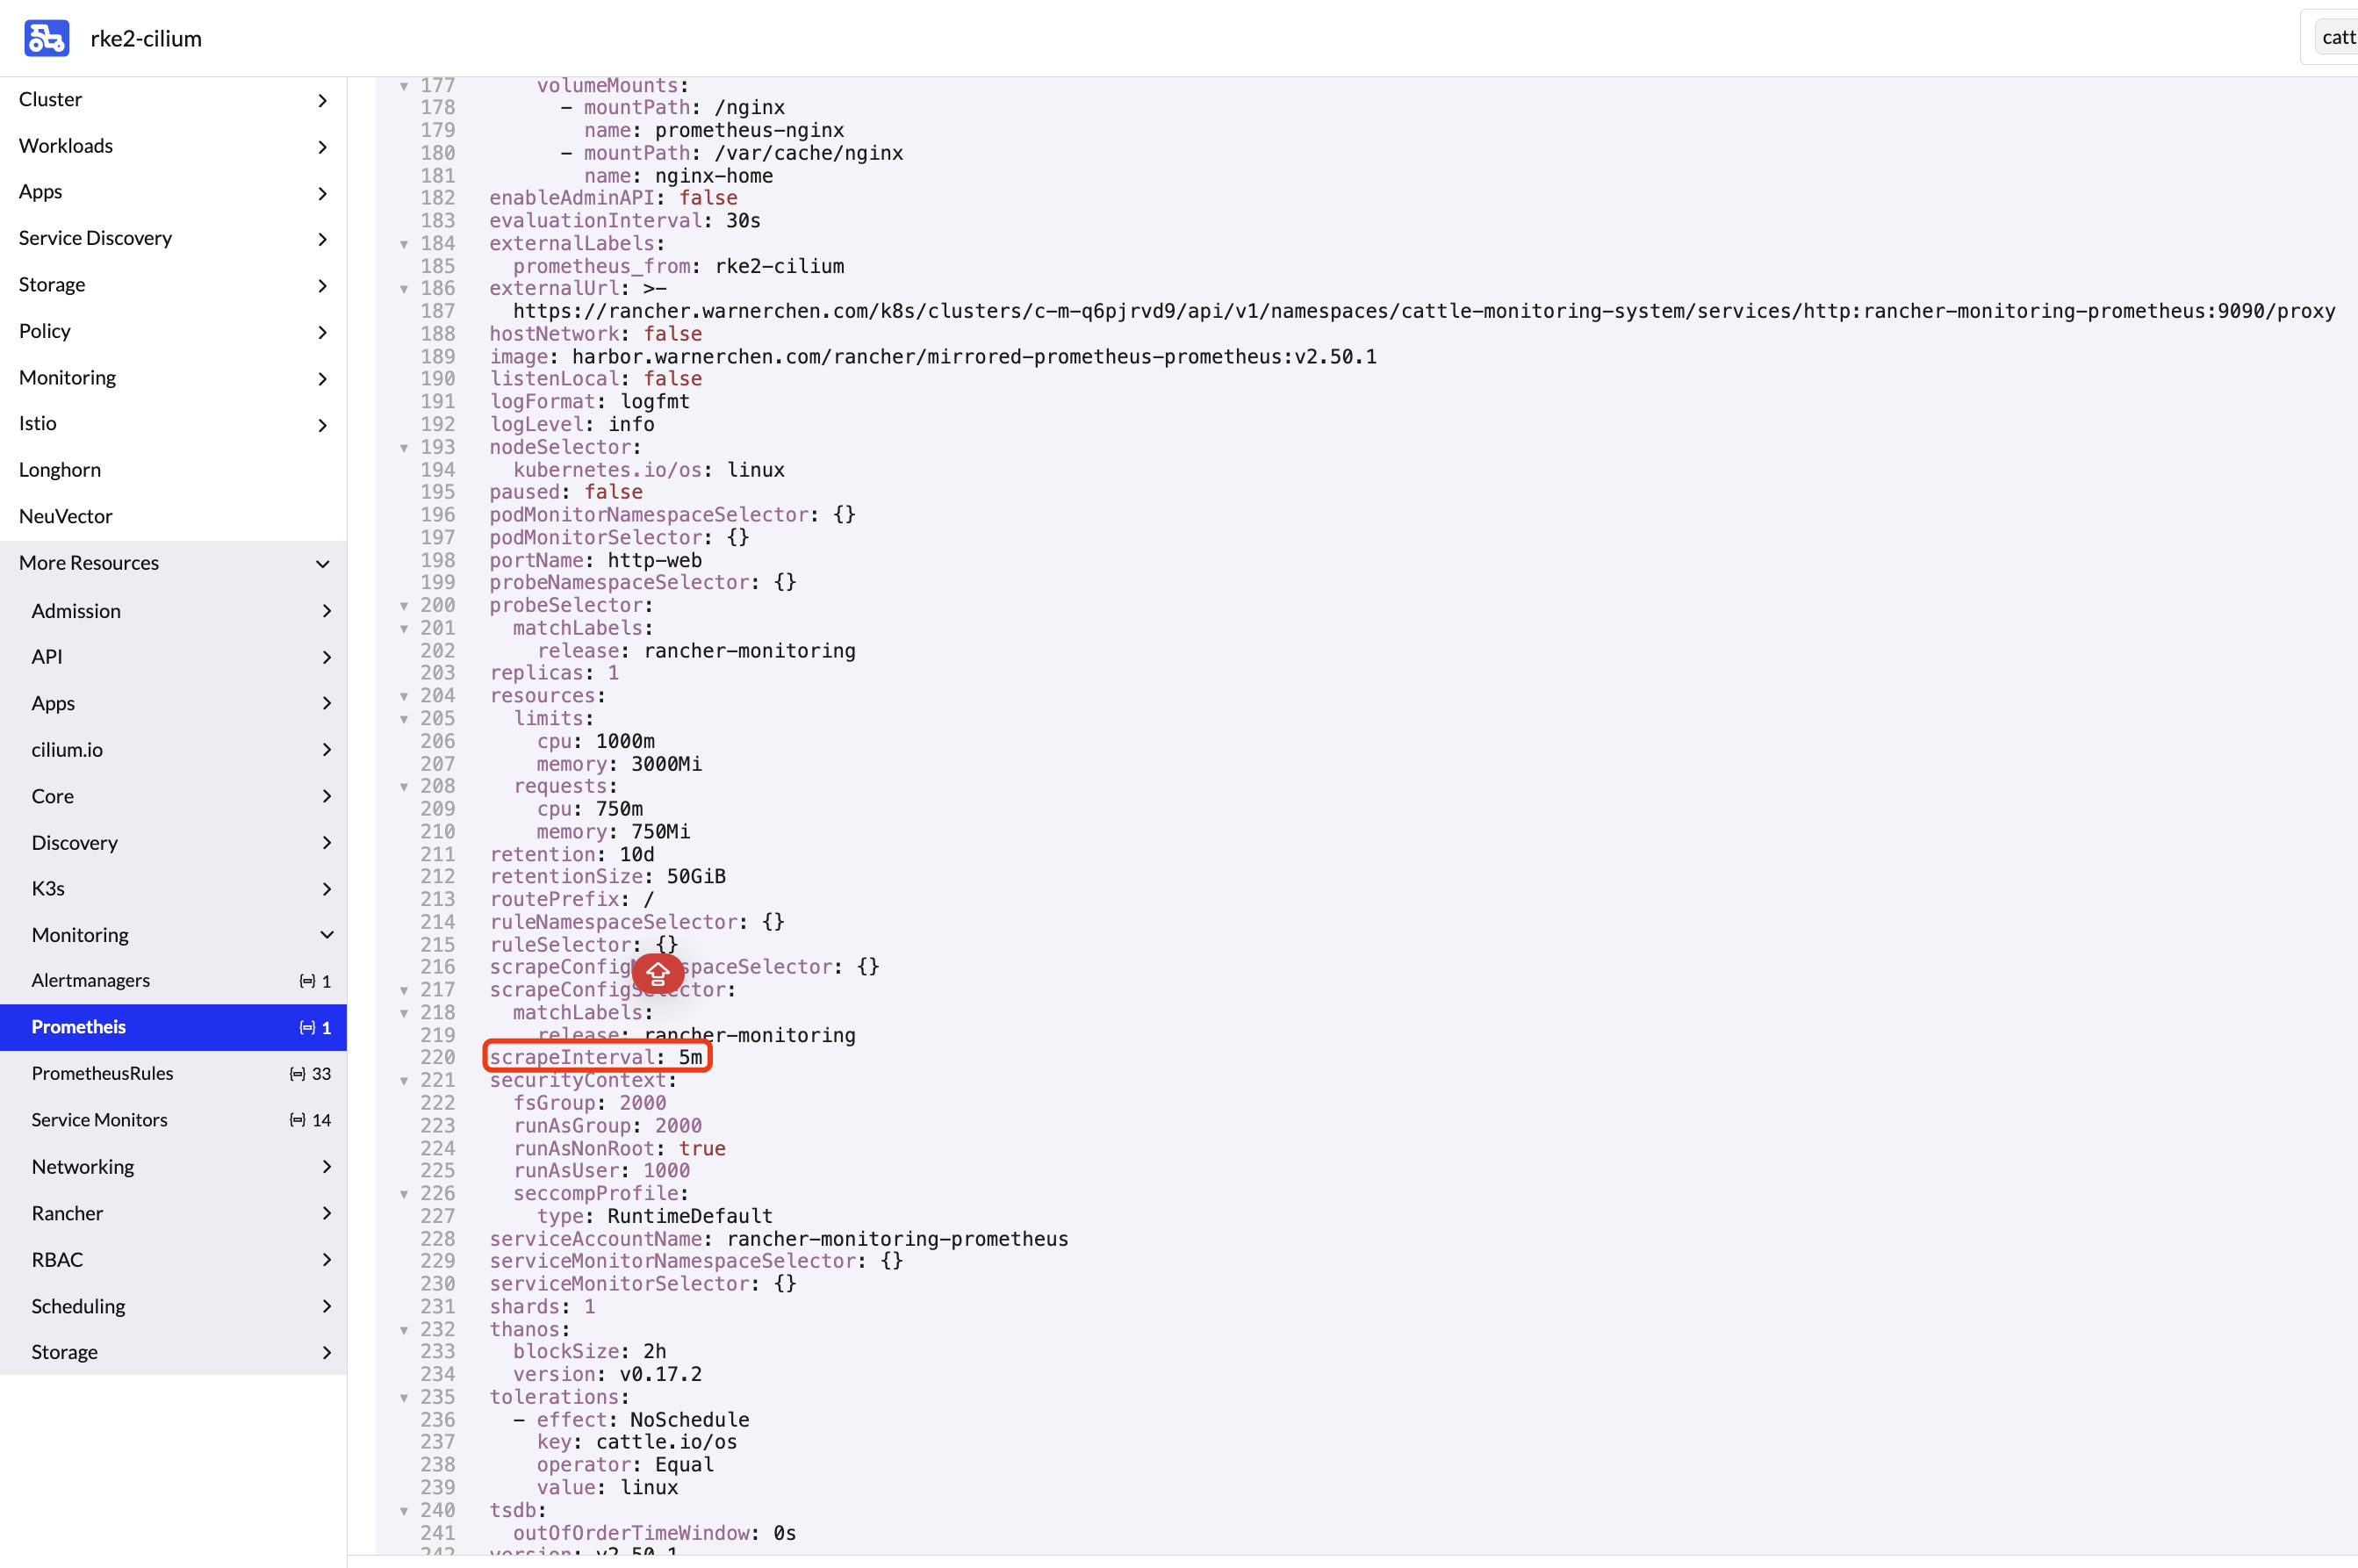 rke2-cilium
catt
Cluster
Workloads
Apps
Service Discovery
Storage
Policy
Monitoring
Istio
Longhorn
NeuVector
More Resources
Admission
API
Apps
cilium.io
Core
Discovery
K3s
Monitoring
Alertmanagers 1
Prometheis 1
PrometheusRules 33
Service Monitors 14
Networking
Rancher
RBAC
Scheduling
Storage
177 volumeMounts:
178 - mountPath: /nginx
179 name: prometheus-nginx
180 - mountPath: /var/cache/nginx
181 name: nginx-home
182 enableAdminAPI: false
183 evaluationInterval: 30s
184 externalLabels:
185 prometheus_from: rke2-cilium
186 externalUrl: >-
187 https://rancher.warnerchen.com/k8s/clusters/c-m-q6pjrvd9/api/v1/namespaces/cattle-monitoring-system/services/http:rancher-monitoring-prometheus:9090/proxy
188 hostNetwork: false
189 image: harbor.warnerchen.com/rancher/mirrored-prometheus-prometheus:v2.50.1
190 listenLocal: false
191 logFormat: logfmt
192 logLevel: info
193 nodeSelector:
194 kubernetes.io/os: linux
195 paused: false
196 podMonitorNamespaceSelector: {}
197 podMonitorSelector: {}
198 portName: http-web
199 probeNamespaceSelector: {}
200 probeSelector:
201 matchLabels:
202 release: rancher-monitoring
203 replicas: 1
204 resources:
205 limits:
206 cpu: 1000m
207 memory: 3000Mi
208 requests:
209 cpu: 750m
210 memory: 750Mi
211 retention: 10d
212 retentionSize: 50GiB
213 routePrefix: /
214 ruleNamespaceSelector: {}
215 ruleSelector: {}
216 scrapeConfigNamespaceSelector: {}
217 scrapeConfigSelector:
218 matchLabels:
219 release: rancher-monitoring
220 scrapeInterval: 5m
221 securityContext:
222 fsGroup: 2000
223 runAsGroup: 2000
224 runAsNonRoot: true
225 runAsUser: 1000
226 seccompProfile:
227 type: RuntimeDefault
228 serviceAccountName: rancher-monitoring-prometheus
229 serviceMonitorNamespaceSelector: {}
230 serviceMonitorSelector: {}
231 shards: 1
232 thanos:
233 blockSize: 2h
234 version: v0.17.2
235 tolerations:
236 - effect: NoSchedule
237 key: cattle.io/os
238 operator: Equal
239 value: linux
240 tsdb:
241 outOfOrderTimeWindow: 0s
242 version: v2.50.1